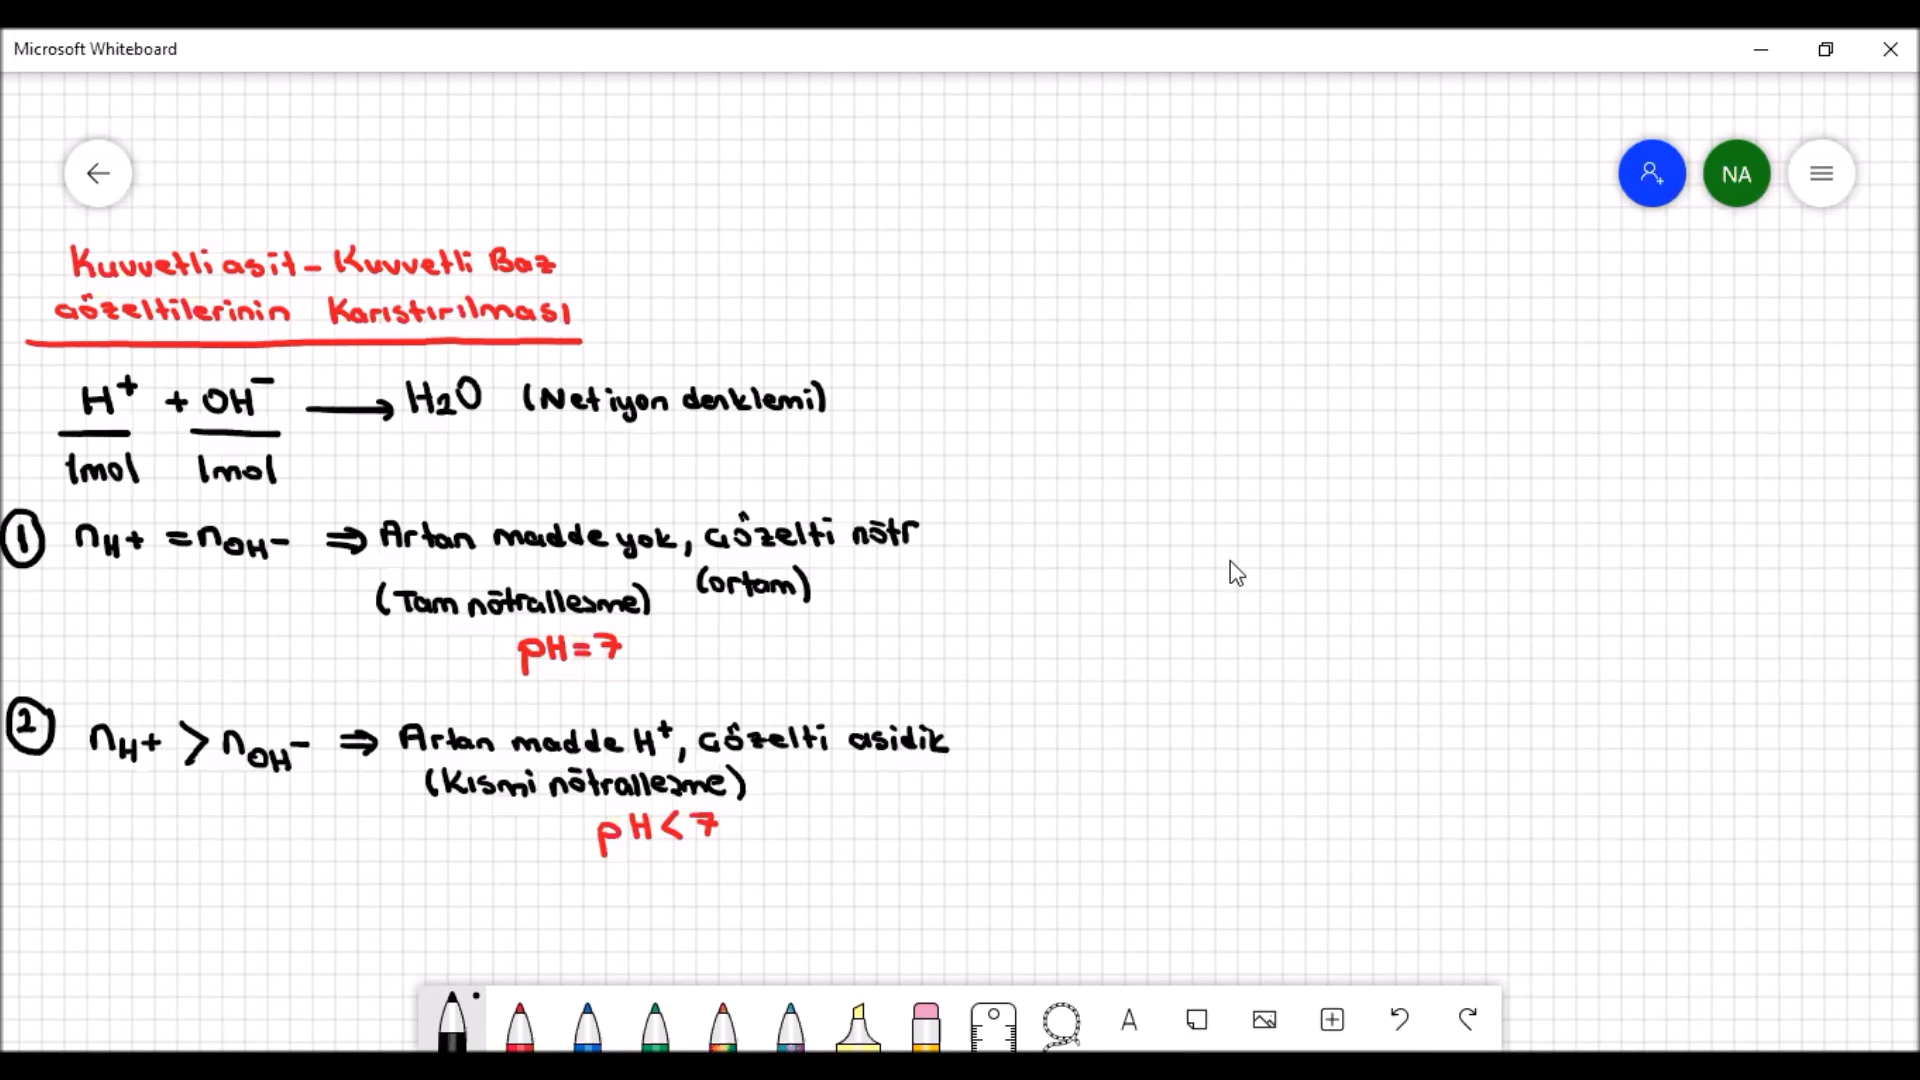 Microsoft Whiteboard
NA
Kuvvetli asit - Kuvvetli Baz
çözeltilerinin Karıştırılması
H⁺ + OH⁻ → H₂O (Net iyon denklemi)
1mol 1mol
① nH+ = nOH- ⇒ Artan madde yok, çözelti nötr
(Tam nötralleşme) (ortam)
pH=7
② nH+ > nOH- ⇒ Artan madde H⁺, çözelti asidik
(Kısmi nötralleşme)
pH<7
A